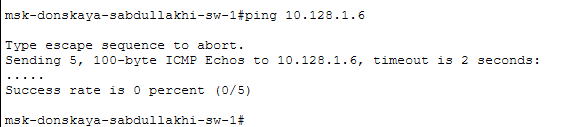 msk-donskaya-sabdullakhi-sw-1#ping 10.128.1.6
Type escape sequence to abort.
Sending 5, 100-byte ICMP Echos to 10.128.1.6, timeout is 2 seconds:
.....
Success rate is 0 percent (0/5)
msk-donskaya-sabdullakhi-sw-1#